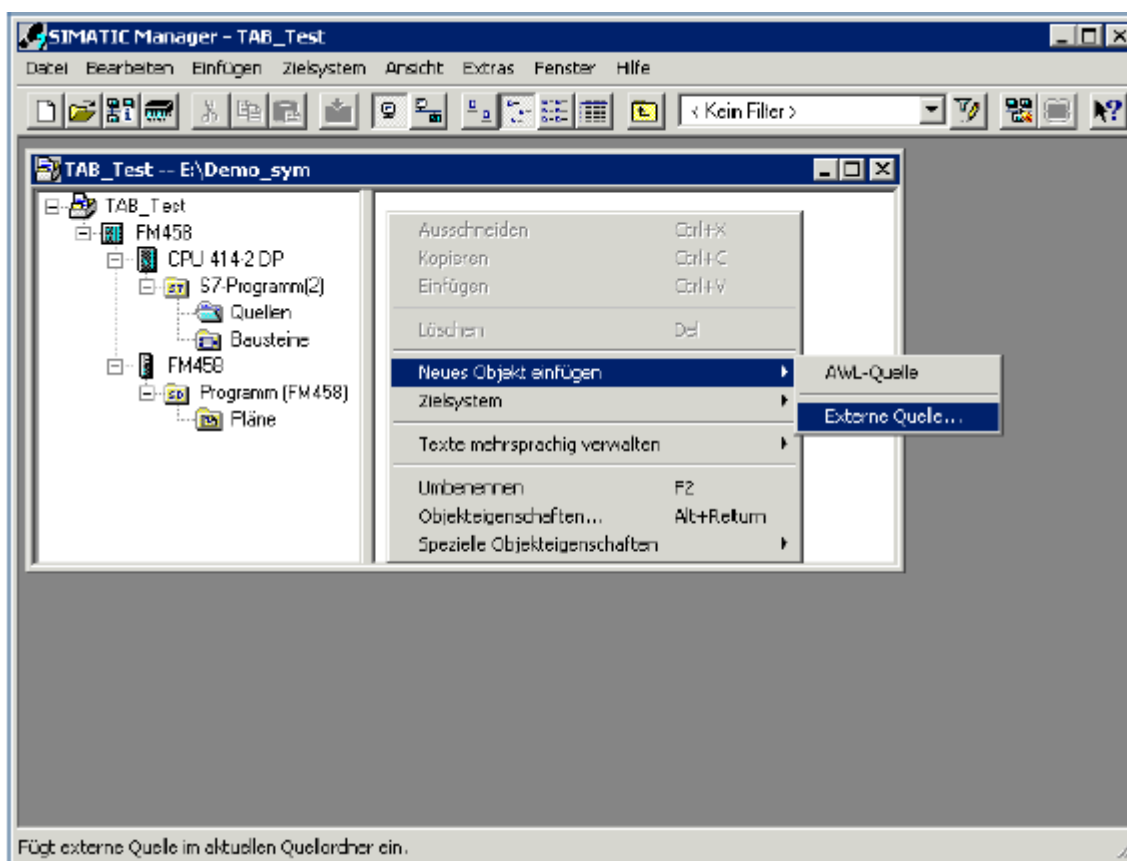 SIMATIC Manager - TAB_Test
Datei Bearbeiten Einfügen Zielsystem Ansicht Extras Fenster Hilfe
< Kein Filter >
TAB_Test -- E:\Demo_sym
TAB_Test
FM458
CPU 414-2 DP
S7-Programm(2)
Quellen
Bausteine
FM458
Programm (FM458)
Pläne
Ausschneiden Ctrl+X
Kopieren Ctrl+C
Einfügen Ctrl+V
Löschen Del
Neues Objekt einfügen
Zielsystem
Texte mehrsprachig verwalten
Umbenennen F2
Objekteigenschaften... Alt+Return
Spezielle Objekteigenschaften
AWL-Quelle
Externe Quelle...
Fügt externe Quelle im aktuellen Quellordner ein.